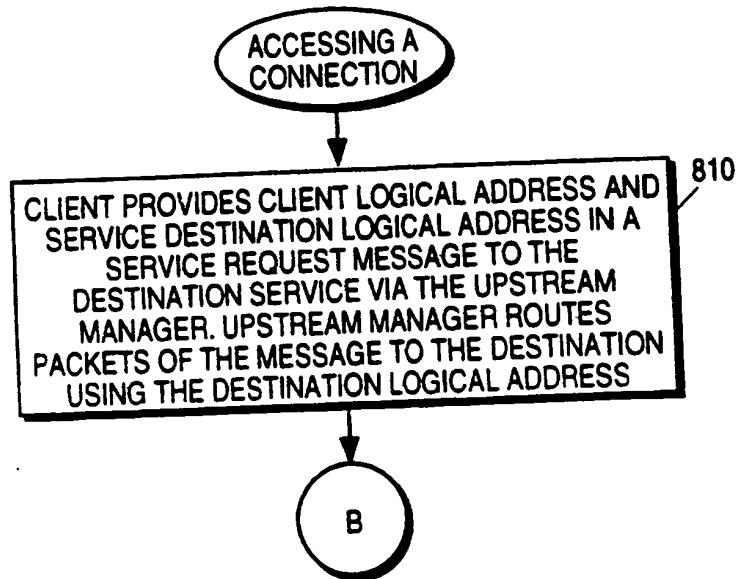 ACCESSING A
CONNECTION
810
CLIENT PROVIDES CLIENT LOGICAL ADDRESS AND
SERVICE DESTINATION LOGICAL ADDRESS IN A
SERVICE REQUEST MESSAGE TO THE
DESTINATION SERVICE VIA THE UPSTREAM
MANAGER. UPSTREAM MANAGER ROUTES
PACKETS OF THE MESSAGE TO THE DESTINATION
USING THE DESTINATION LOGICAL ADDRESS
B